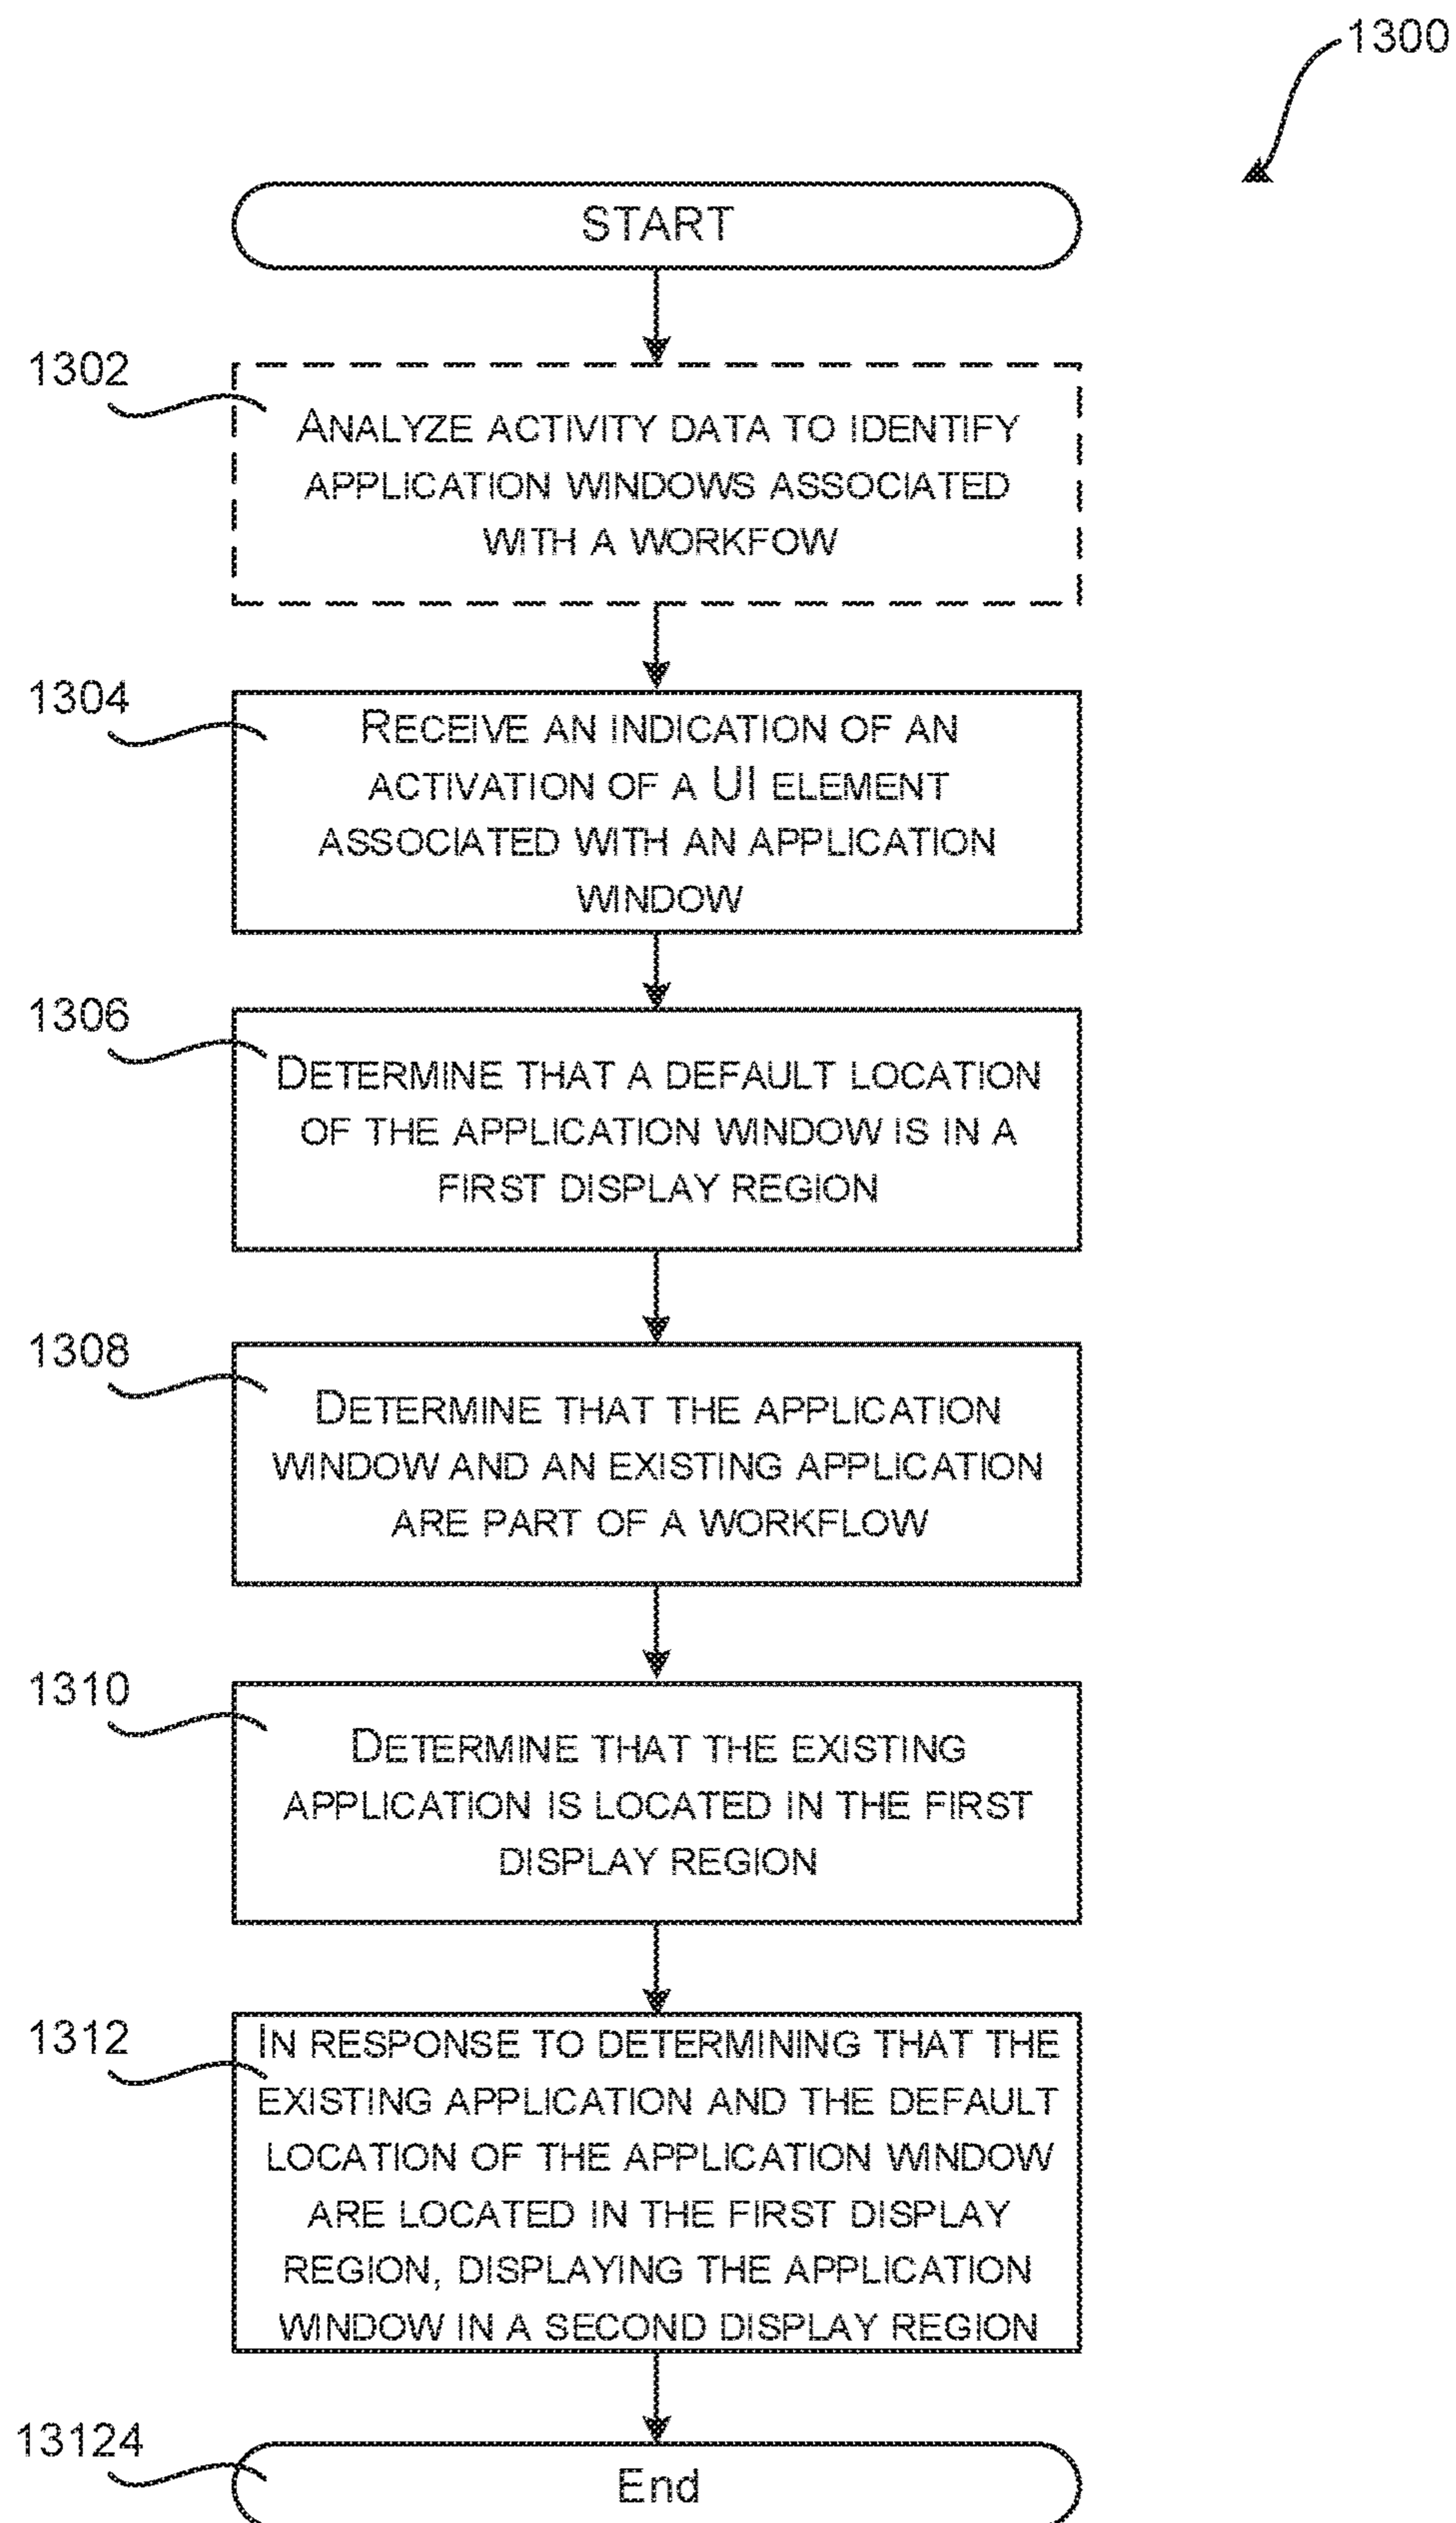 1300
START
1302
ANALYZE ACTIVITY DATA TO IDENTIFY
APPLICATION WINDOWS ASSOCIATED
WITH A WORKFOW
1304
RECEIVE AN INDICATION OF AN
ACTIVATION OF A UI ELEMENT
ASSOCIATED WITH AN APPLICATION
WINDOW
1306
DETERMINE THAT A DEFAULT LOCATION
OF THE APPLICATION WINDOW IS IN A
FIRST DISPLAY REGION
1308
DETERMINE THAT THE APPLICATION
WINDOW AND AN EXISTING APPLICATION
ARE PART OF A WORKFLOW
1310
DETERMINE THAT THE EXISTING
APPLICATION IS LOCATED IN THE FIRST
DISPLAY REGION
1312
IN RESPONSE TO DETERMINING THAT THE
EXISTING APPLICATION AND THE DEFAULT
LOCATION OF THE APPLICATION WINDOW
ARE LOCATED IN THE FIRST DISPLAY
REGION, DISPLAYING THE APPLICATION
WINDOW IN A SECOND DISPLAY REGION
13124
End